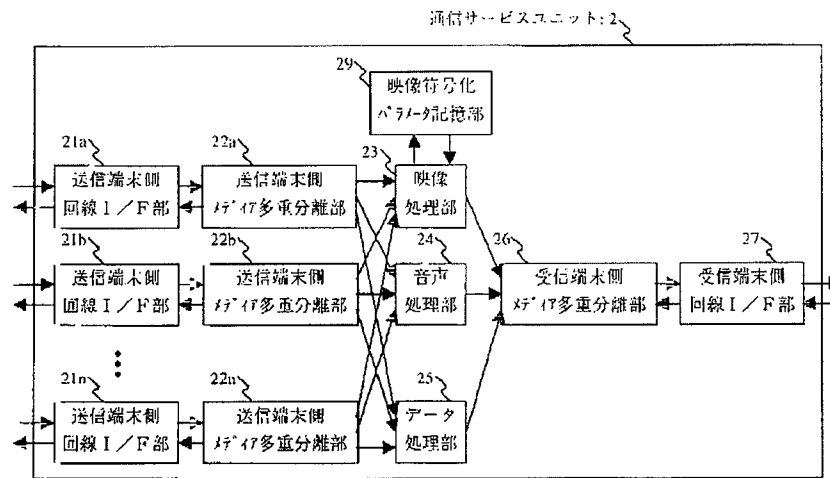 通信サービスユニット:2
29
映像符号化
パラメータ記憶部
21a
送信端末側
回線I/F部
22a
送信端末側
メディア多重分離部
23
映像
処理部
21b
送信端末側
回線I/F部
22b
送信端末側
メディア多重分離部
24
音声
処理部
26
受信端末側
メディア多重分離部
27
受信端末側
回線I/F部
21n
送信端末側
回線I/F部
22n
送信端末側
メディア多重分離部
25
データ
処理部